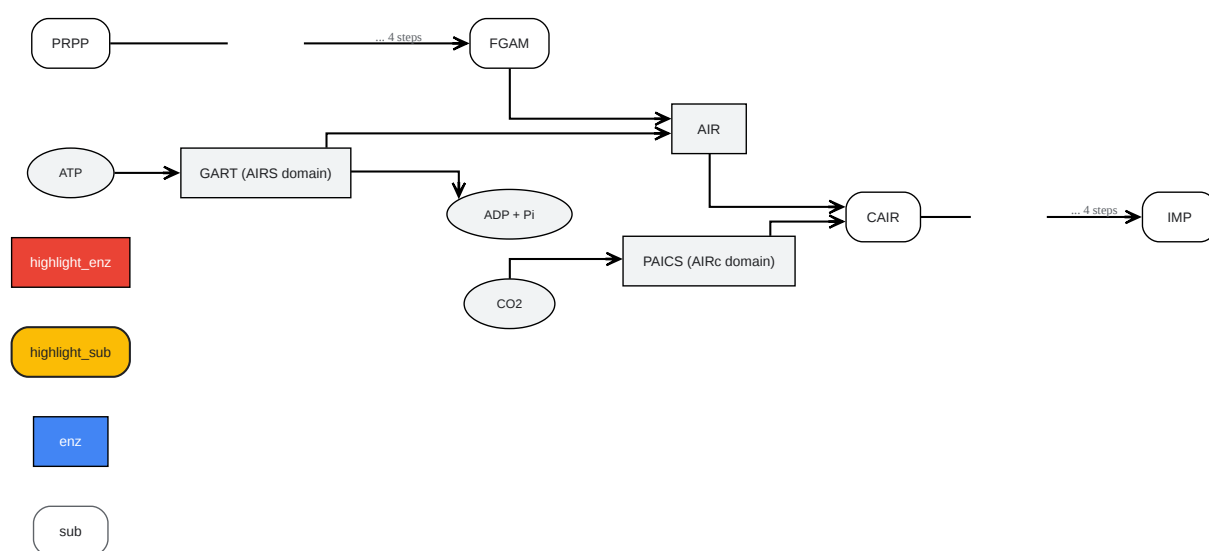 PRPP
... 4 steps
FGAM
AIR
ATP
GART (AIRS domain)
ADP + Pi
CAIR
... 4 steps
IMP
PAICS (AIRc domain)
CO2
highlight_enz
highlight_sub
enz
sub